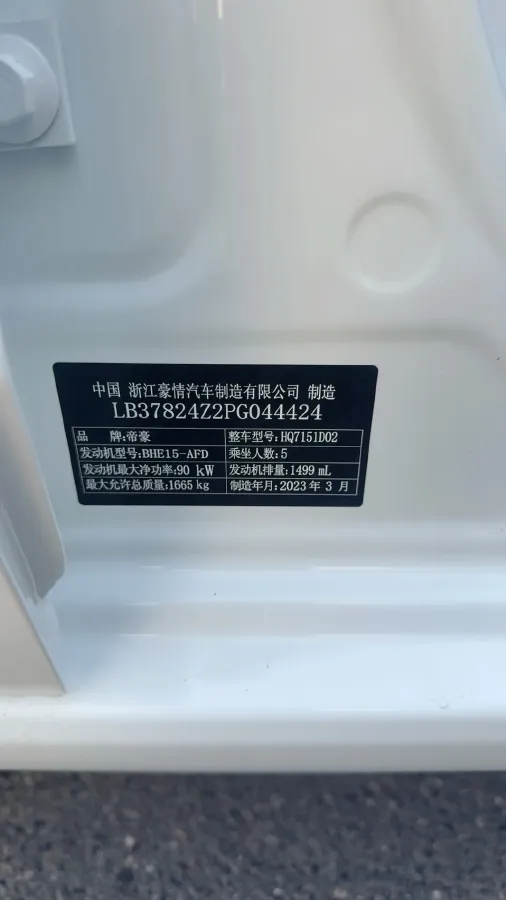 中国 浙江豪情汽车制造有限公司 制造
LB37824Z2PG044424
品 牌:帝豪 整车型号:HQ7151D02
发动机型号:BHE15-AFD 乘坐人数:5
发动机最大净功率:90 kW 发动机排量:1499 mL
最大允许总质量:1665 kg 制造年月:2023 年 3 月